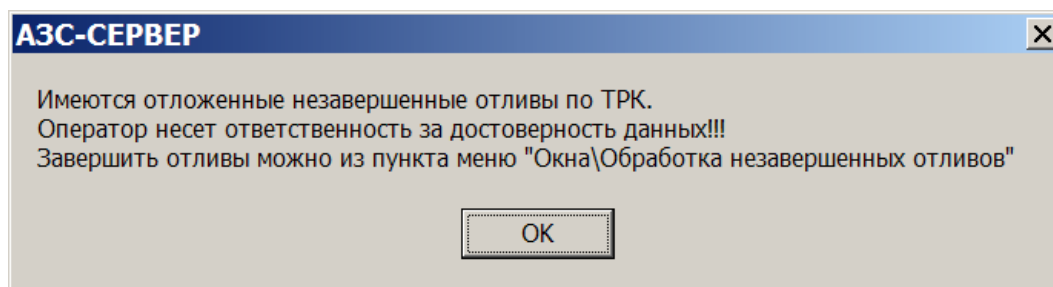 АЗС-СЕРВЕР
Имеются отложенные незавершенные отливы по ТРК.
Оператор несет ответственность за достоверность данных!!!
Завершить отливы можно из пункта меню "Окна\Обработка незавершенных отливов"
OK